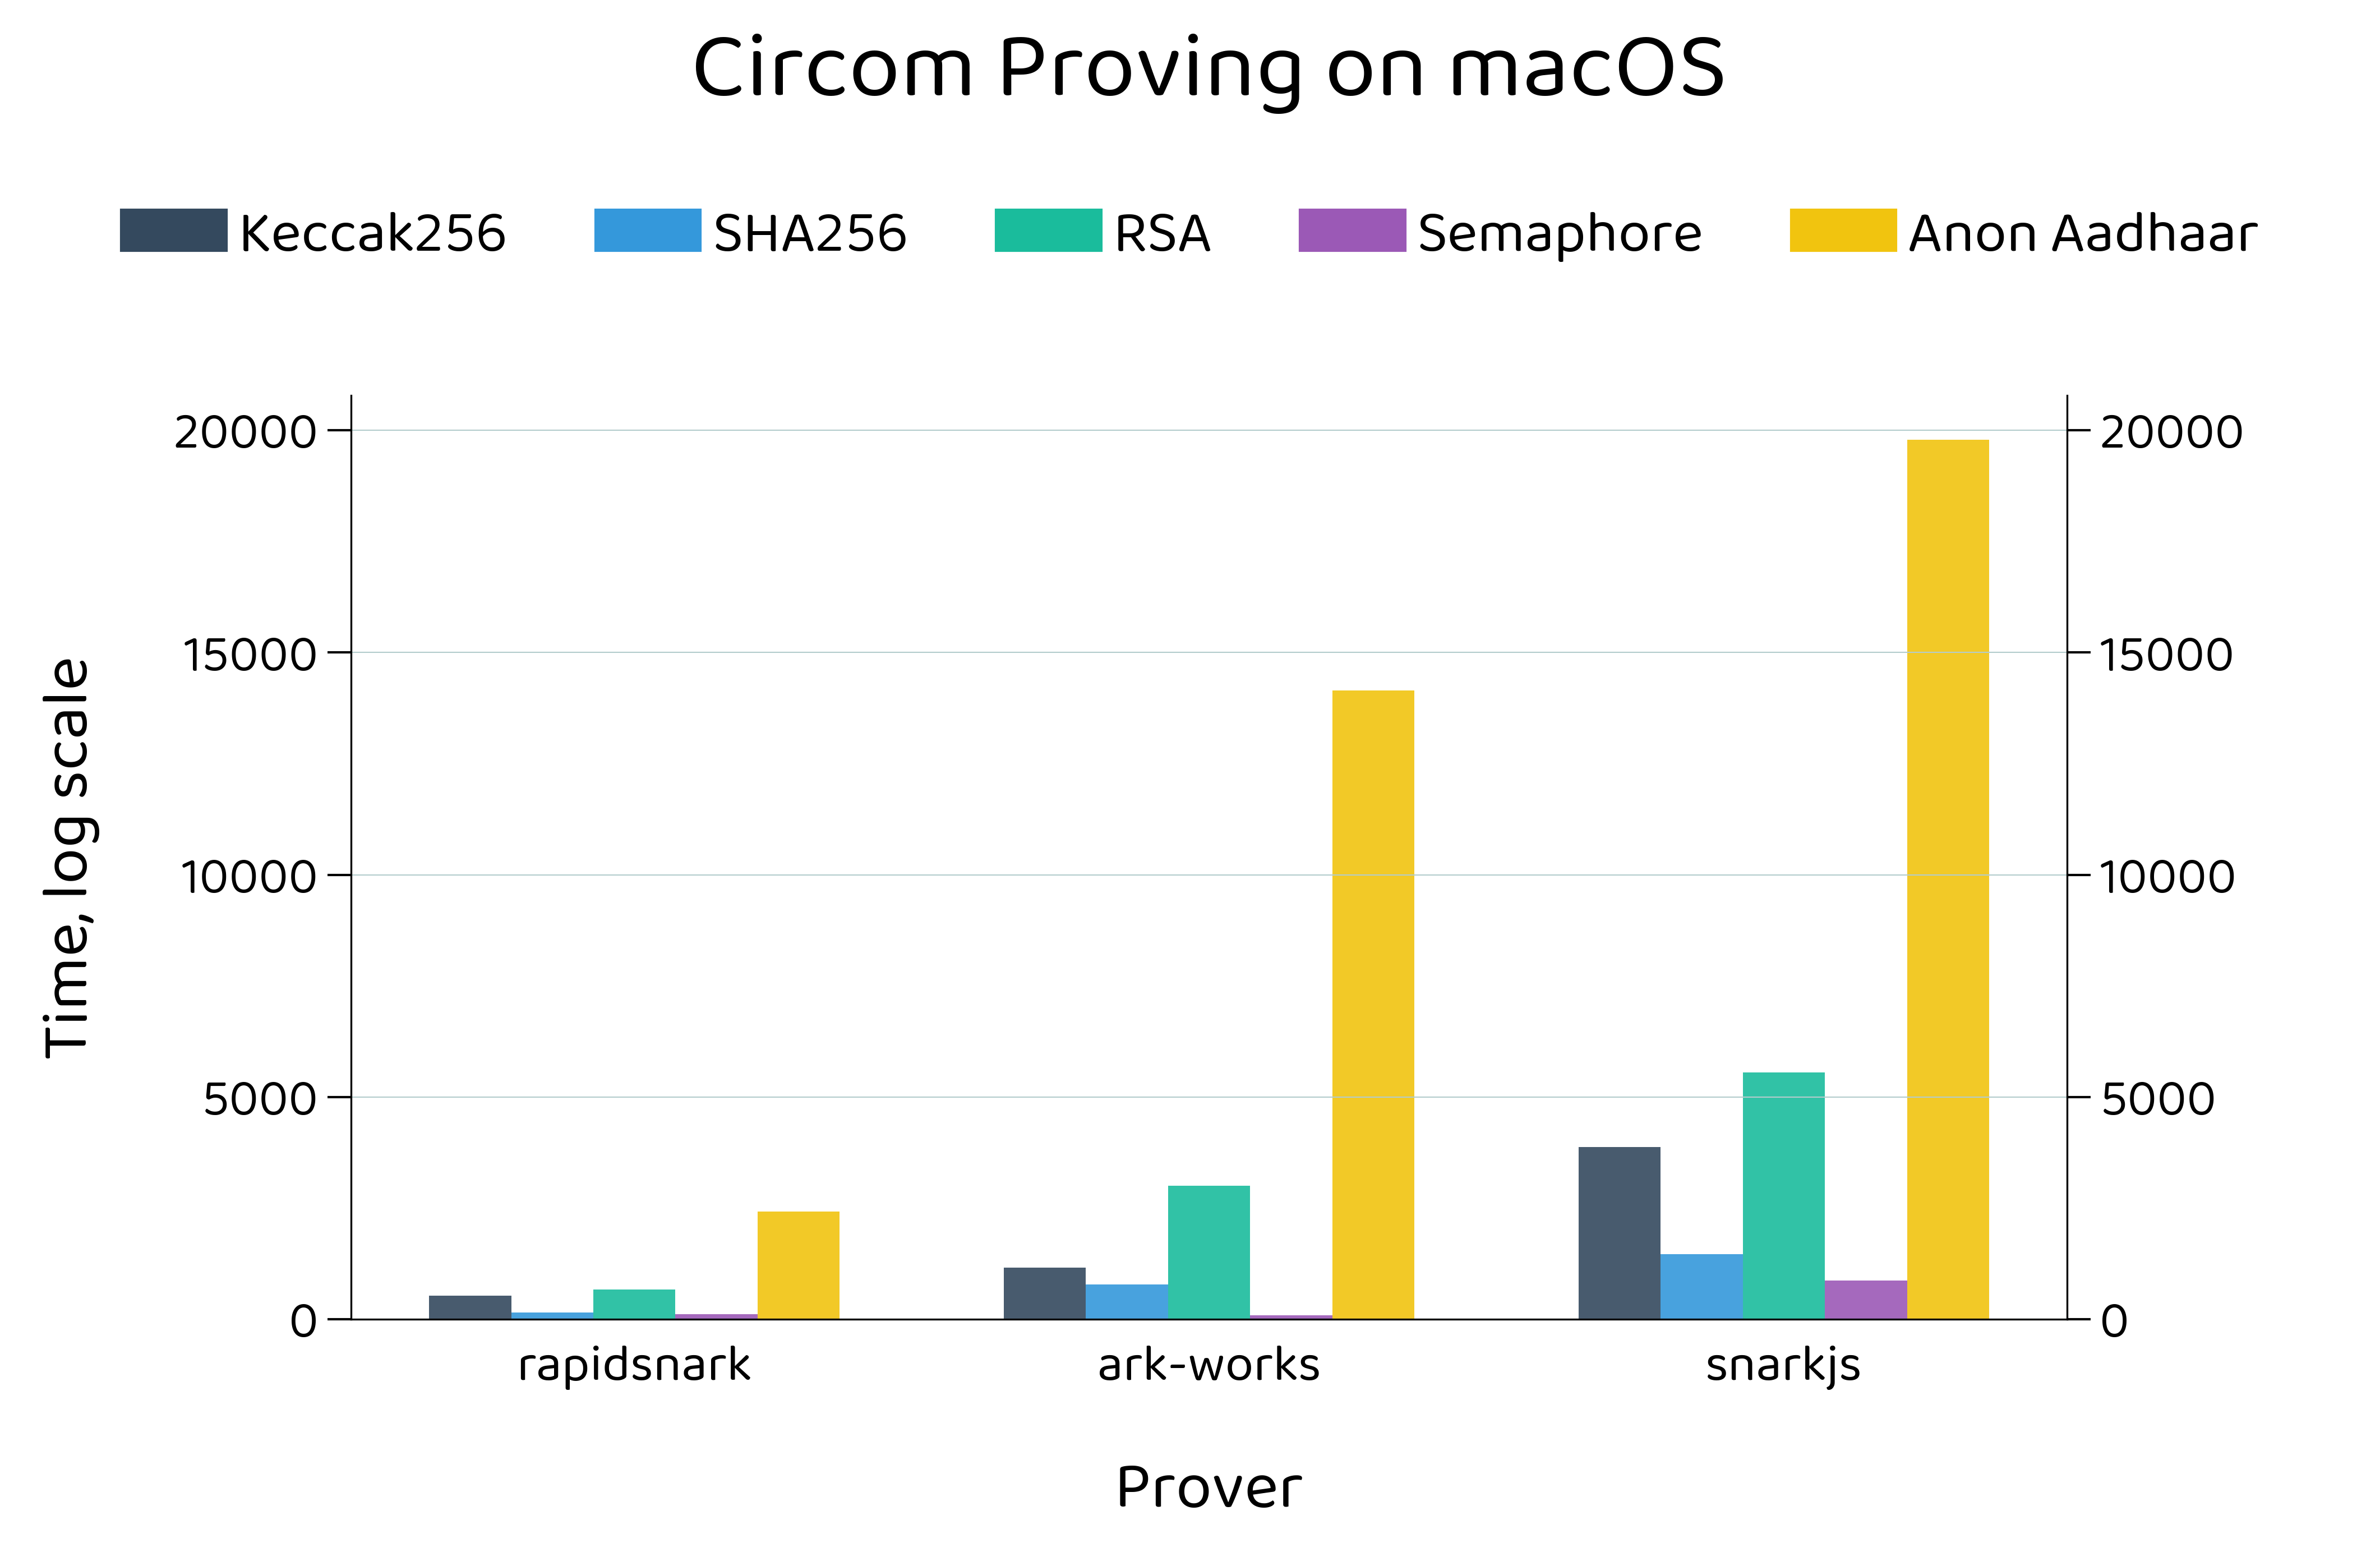 Circom Proving on macOS
Keccak256 SHA256 RSA Semaphore Anon Aadhaar
Time, log scale
20000 20000
15000 15000
10000 10000
5000 5000
0 0
rapidsnark ark-works snarkjs
Prover